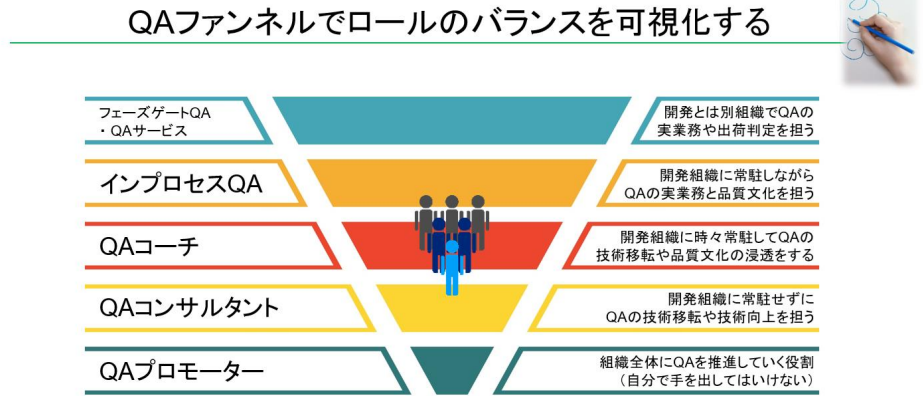 QAファンネルでロールのバランスを可視化する
フェーズゲートQA
・QAサービス
開発とは別組織でQAの
実業務や出荷判定を担う
インプロセスQA
開発組織に常駐しながら
QAの実業務と品質文化を担う
QAコーチ
開発組織に時々常駐してQAの
技術移転や品質文化の浸透をする
QAコンサルタント
開発組織に常駐せずに
QAの技術移転や技術向上を担う
QAプロモーター
組織全体にQAを推進していく役割
（自分で手を出してはいけない）